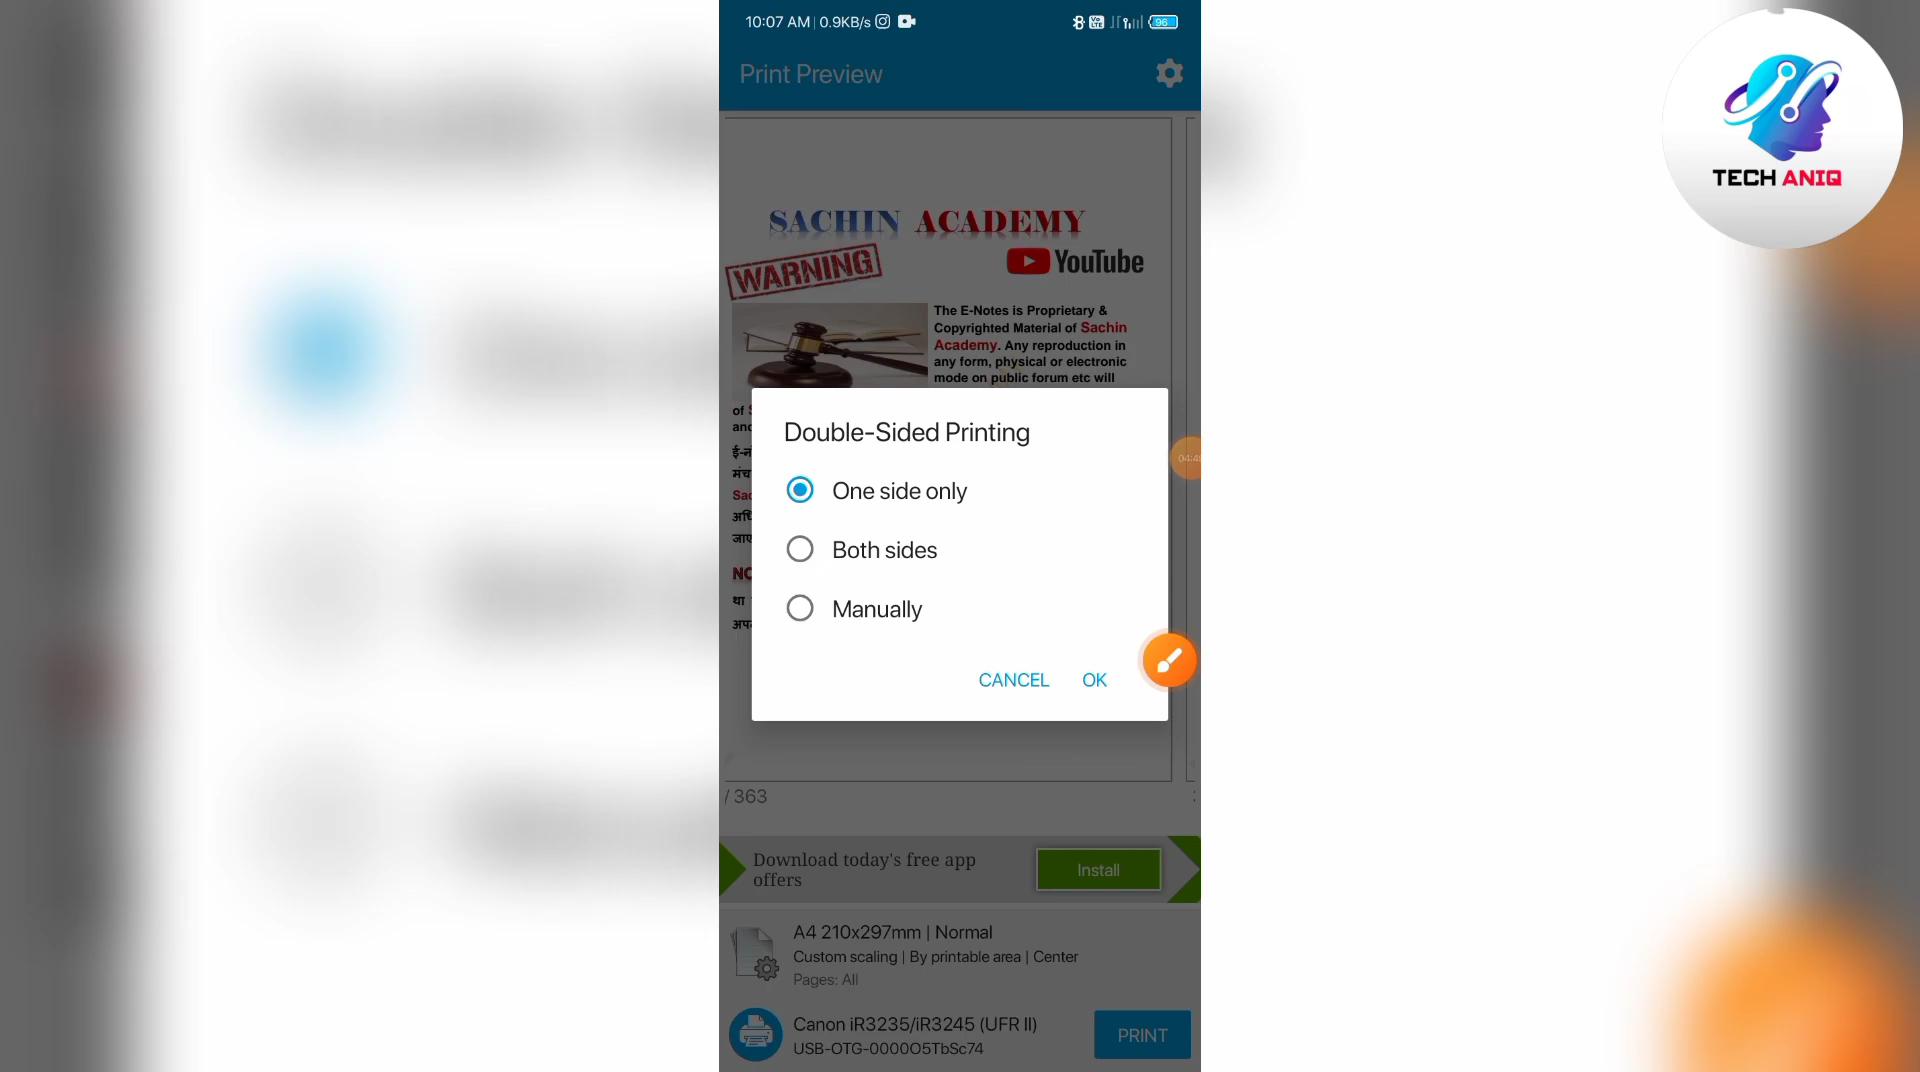 10:07 AM | 0.9KB/s
Vo LTE
96
Print Preview
TECH ANIQ
SACHIN ACADEMY
WARNING
YouTube
The E-Notes is Proprietary &
Copyrighted Material of Sachin
Academy. Any reproduction in
any form, physical or electronic
mode on public forum etc will
of
and
ई-नो
मंच
Sac
अधि
जाए
NO
था
अपन
Double-Sided Printing
One side only
Both sides
Manually
CANCEL
OK
/ 363
Download today's free app
offers
Install
A4 210x297mm | Normal
Custom scaling | By printable area | Center
Pages: All
Canon iR3235/iR3245 (UFR II)
USB-OTG-0000O5TbSc74
PRINT